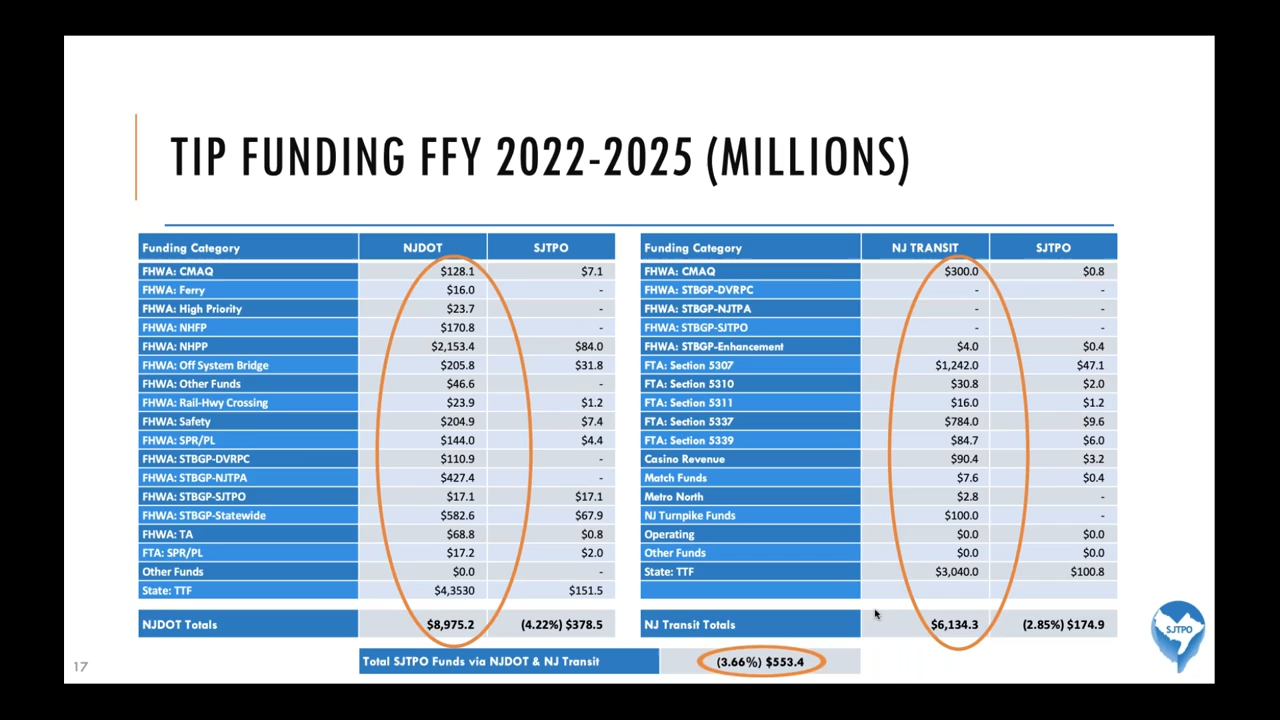 TIP FUNDING FFY 2022-2025 (MILLIONS)
Funding Category NJDOT SJTPO
FHWA: CMAQ $128.1 $7.1
FHWA: Ferry $16.0 -
FHWA: High Priority $23.7 -
FHWA: NHFP $170.8 -
FHWA: NHPP $2,153.4 $84.0
FHWA: Off System Bridge $205.8 $31.8
FHWA: Other Funds $46.6 -
FHWA: Rail-Hwy Crossing $23.9 $1.2
FHWA: Safety $204.9 $7.4
FHWA: SPR/PL $144.0 $4.4
FHWA: STBGP-DVRPC $110.9 -
FHWA: STBGP-NJTPA $427.4 -
FHWA: STBGP-SJTPO $17.1 $17.1
FHWA: STBGP-Statewide $582.6 $67.9
FHWA: TA $68.8 $0.8
FTA: SPR/PL $17.2 $2.0
Other Funds $0.0 -
State: TTF $4,3530 $151.5
NJDOT Totals $8,975.2 (4.22%) $378.5
Funding Category NJ TRANSIT SJTPO
FHWA: CMAQ $300.0 $0.8
FHWA: STBGP-DVRPC - -
FHWA: STBGP-NJTPA - -
FHWA: STBGP-SJTPO - -
FHWA: STBGP-Enhancement $4.0 $0.4
FTA: Section 5307 $1,242.0 $47.1
FTA: Section 5310 $30.8 $2.0
FTA: Section 5311 $16.0 $1.2
FTA: Section 5337 $784.0 $9.6
FTA: Section 5339 $84.7 $6.0
Casino Revenue $90.4 $3.2
Match Funds $7.6 $0.4
Metro North $2.8 -
NJ Turnpike Funds $100.0 -
Operating $0.0 $0.0
Other Funds $0.0 $0.0
State: TTF $3,040.0 $100.8
NJ Transit Totals $6,134.3 (2.85%) $174.9
Total SJTPO Funds via NJDOT & NJ Transit (3.66%) $553.4
SJTPO
17